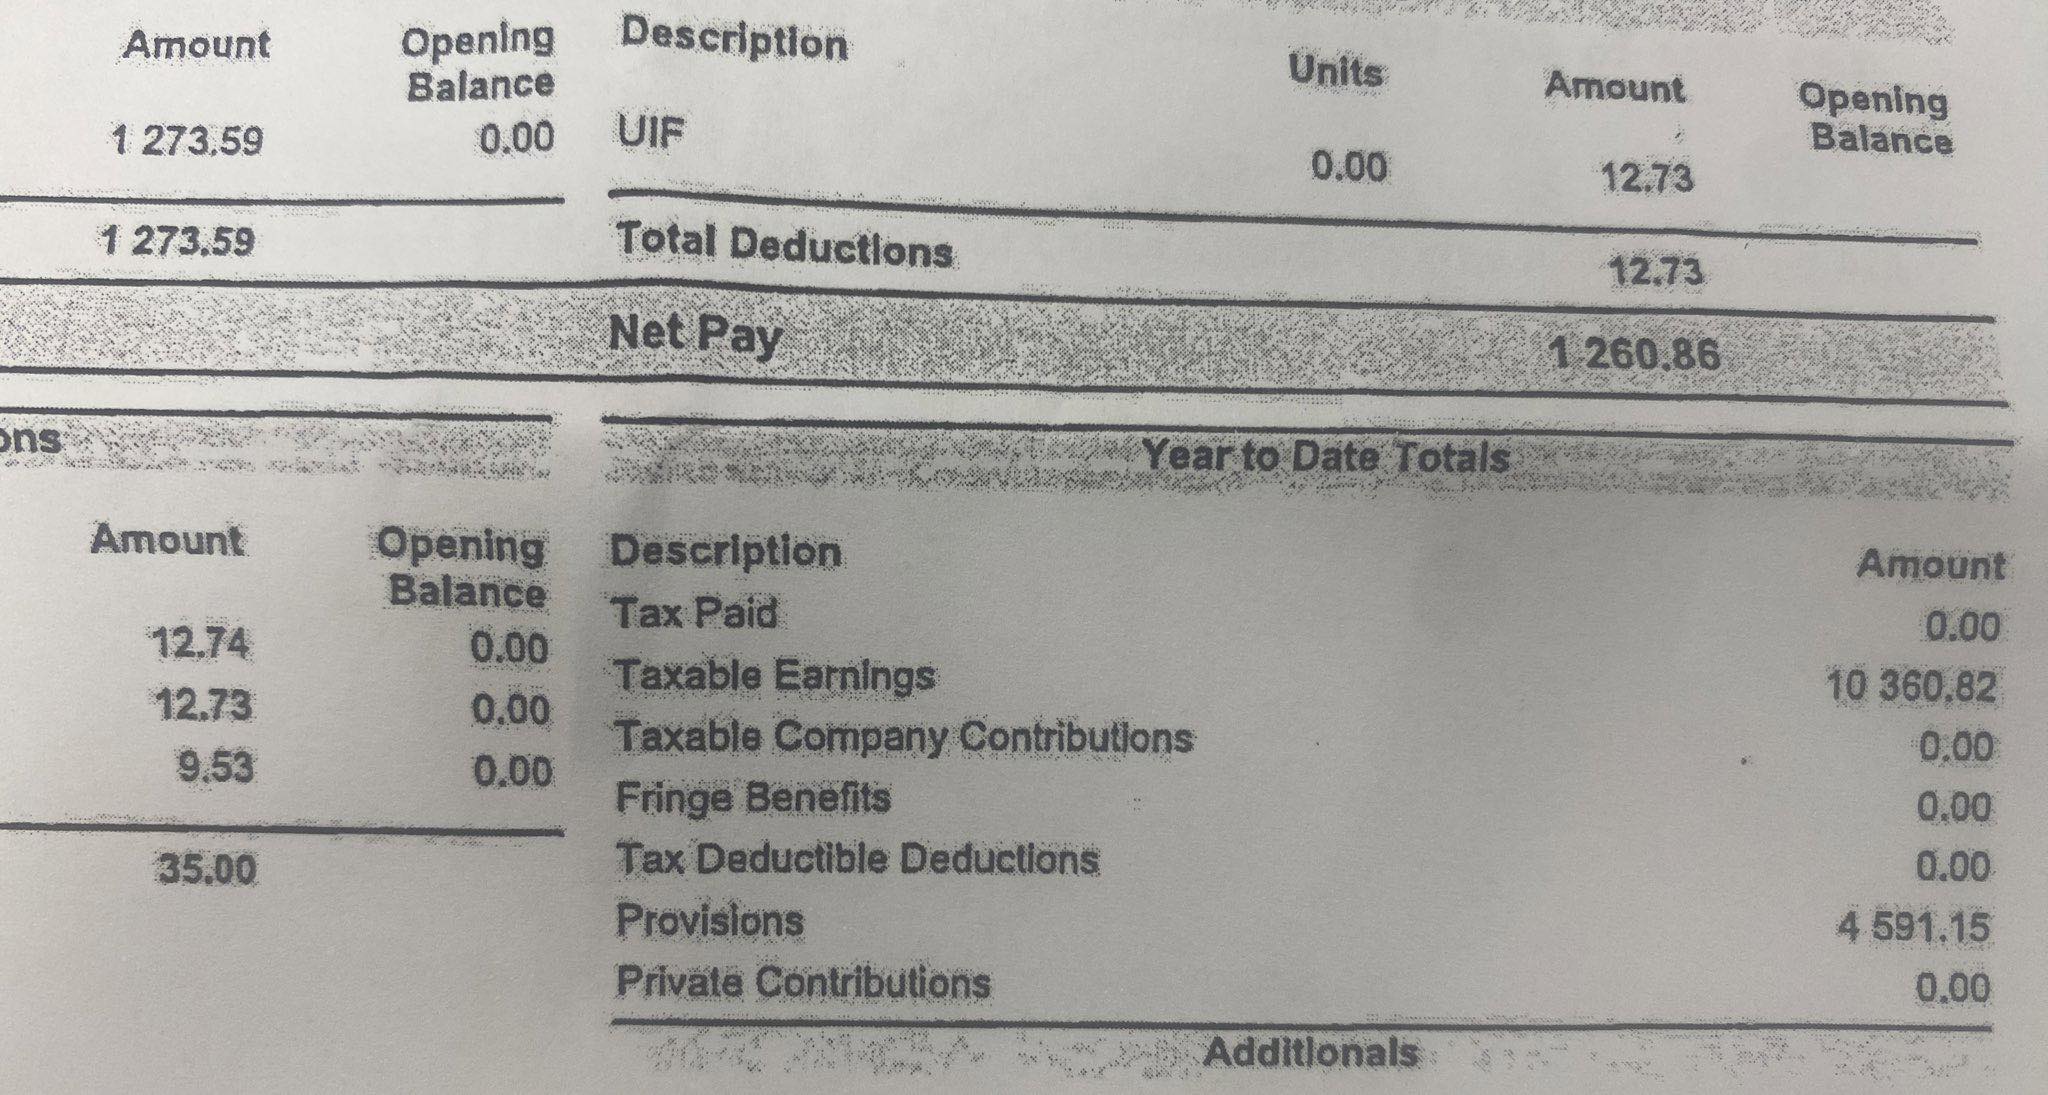 Amount Opening Balance
1 273.59 0.00
1 273.59
Description Units Amount Opening Balance
UIF 0.00 12.73
Total Deductions 12.73
Net Pay 1 260.86
Amount Opening Balance
12.74 0.00
12.73 0.00
9.53 0.00
35.00
Year to Date Totals
Description Amount
Tax Paid 0.00
Taxable Earnings 10 360.82
Taxable Company Contributions 0.00
Fringe Benefits 0.00
Tax Deductible Deductions 0.00
Provisions 4 591.15
Private Contributions 0.00
Additionals